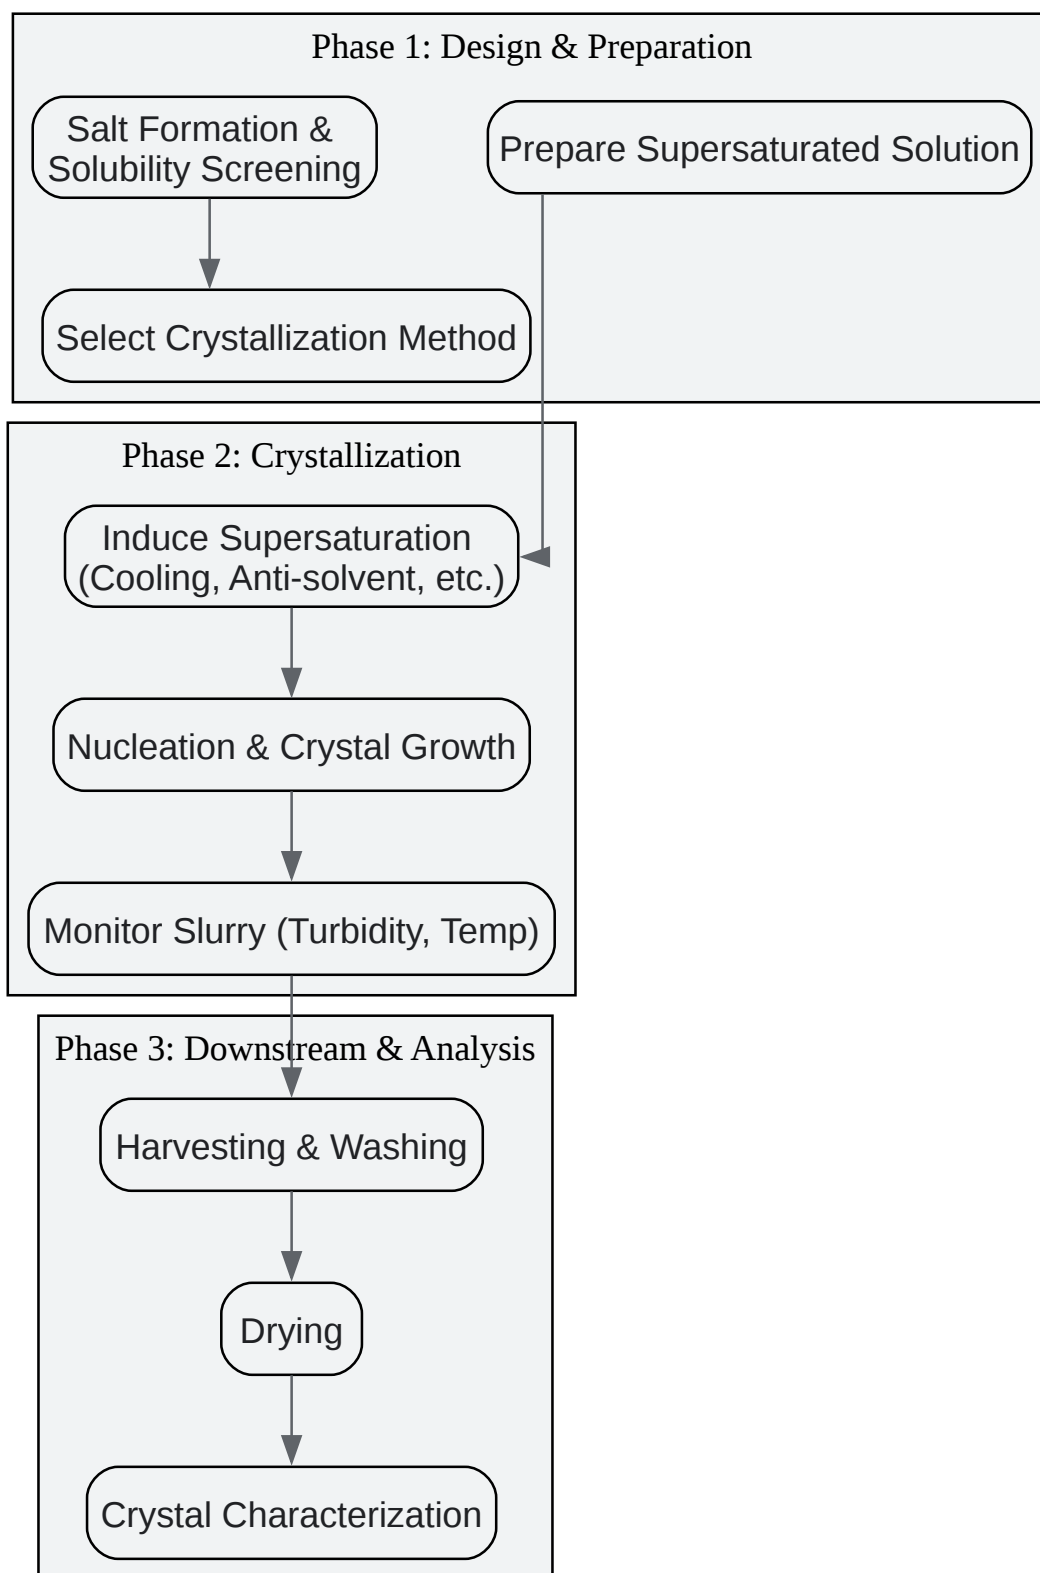 Phase 1: Design & Preparation
Salt Formation &
Solubility Screening
Prepare Supersaturated Solution
Select Crystallization Method
Phase 2: Crystallization
Induce Supersaturation
(Cooling, Anti-solvent, etc.)
Nucleation & Crystal Growth
Monitor Slurry (Turbidity, Temp)
Phase 3: Downstream & Analysis
Harvesting & Washing
Drying
Crystal Characterization